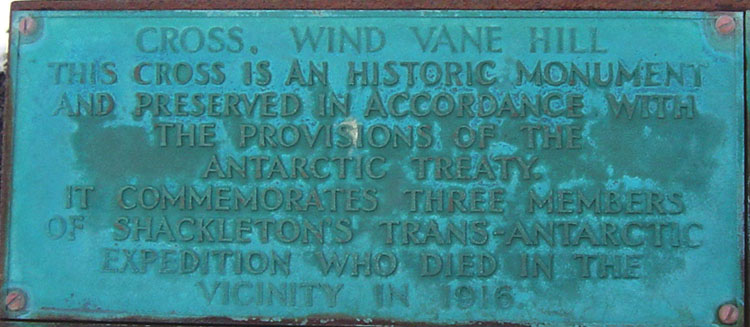 CROSS, WIND VANE HILL
THIS CROSS IS AN HISTORIC MONUMENT
AND PRESERVED IN ACCORDANCE WITH
THE PROVISIONS OF THE
ANTARCTIC TREATY.
IT COMMEMORATES THREE MEMBERS
OF SHACKLETON'S TRANS-ANTARCTIC
EXPEDITION WHO DIED IN THE
VICINITY IN 1916